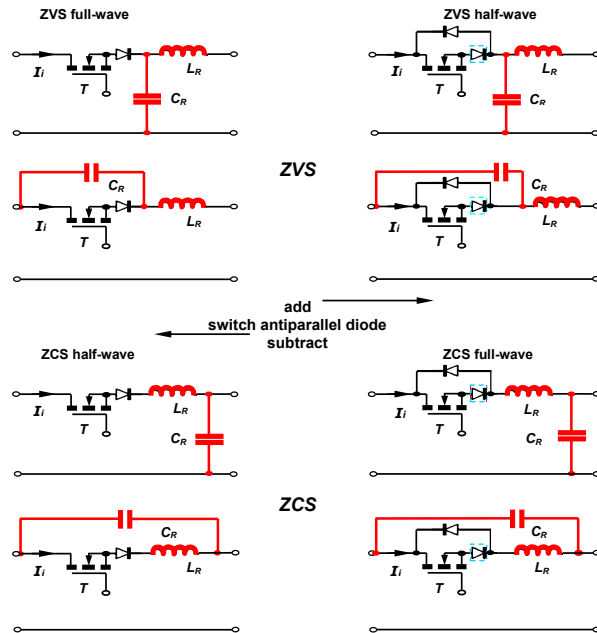 ZVS full-wave
ZVS half-wave
Ii
T
LR
CR
Ii
T
LR
CR
ZVS
CR
Ii
T
LR
CR
Ii
T
LR
add
switch antiparallel diode
subtract
ZCS half-wave
ZCS full-wave
Ii
T
LR
CR
Ii
T
LR
CR
ZCS
CR
Ii
T
LR
CR
Ii
T
LR